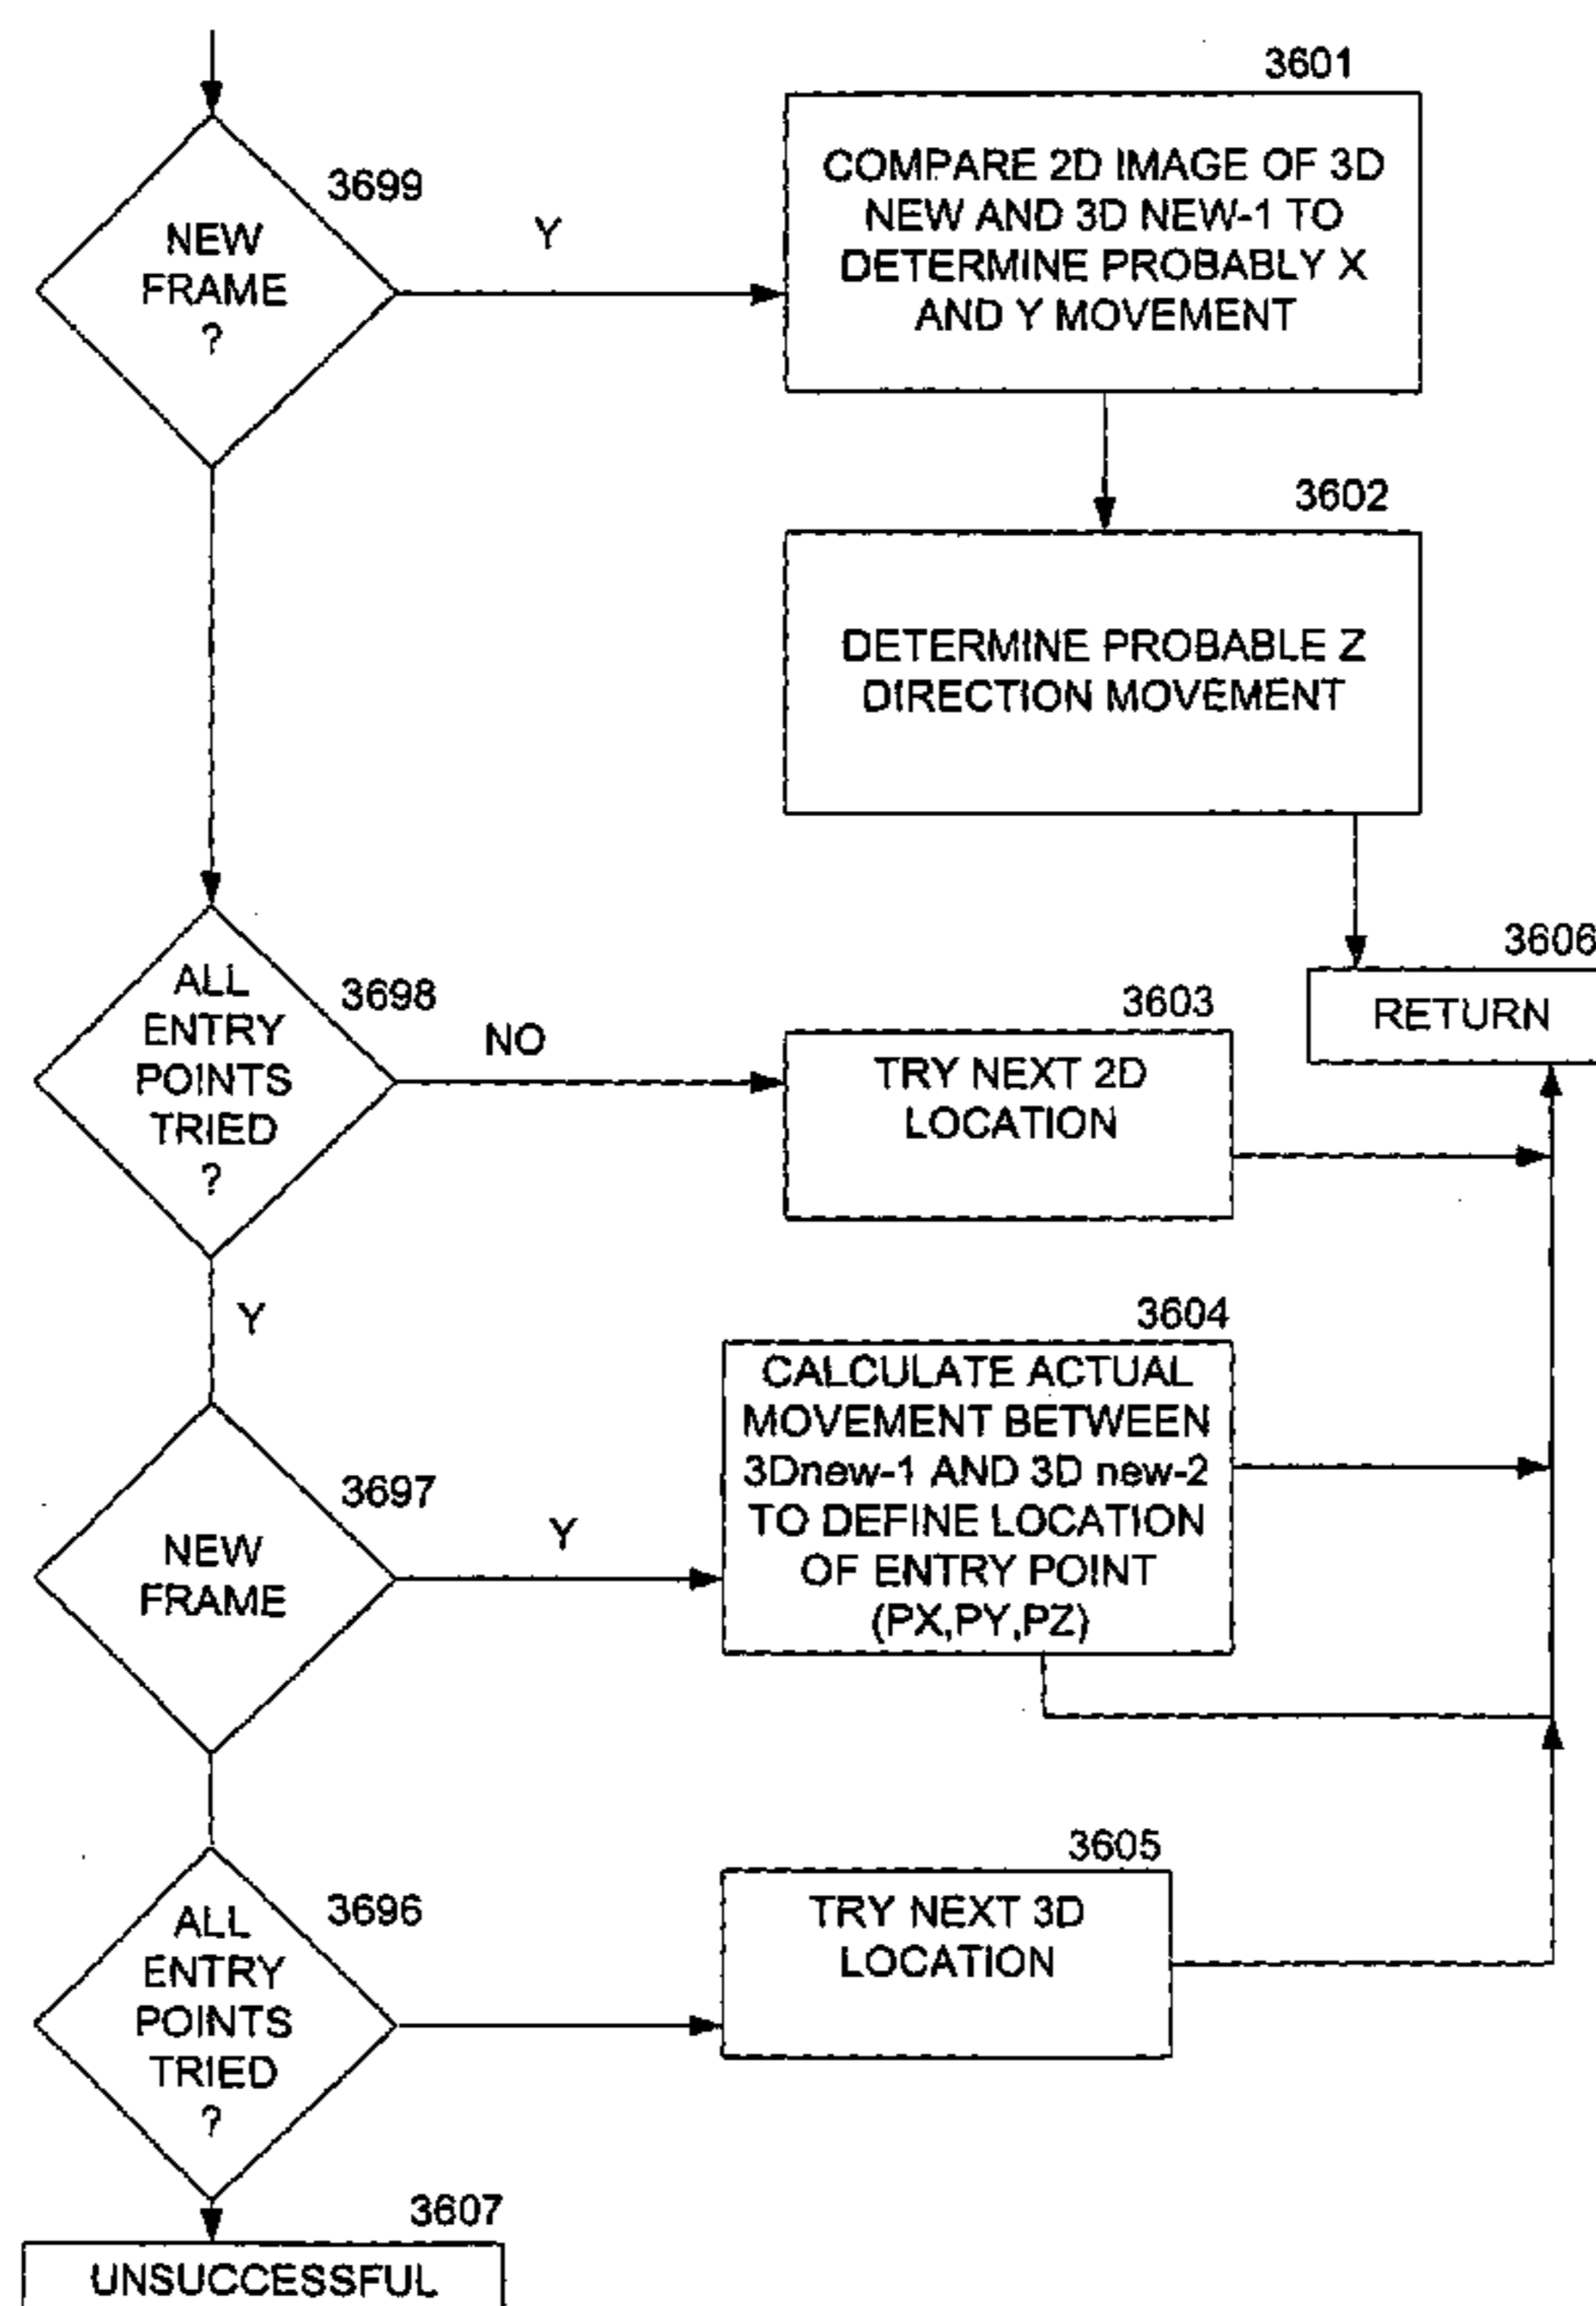 3601
COMPARE 2D IMAGE OF 3D
NEW AND 3D NEW-1 TO
DETERMINE PROBABLY X
AND Y MOVEMENT
3699
NEW
FRAME
?
Y
3602
DETERMINE PROBABLE Z
DIRECTION MOVEMENT
3606
RETURN
3698
ALL
ENTRY
POINTS
TRIED
?
NO
3603
TRY NEXT 2D
LOCATION
Y
3604
CALCULATE ACTUAL
MOVEMENT BETWEEN
3Dnew-1 AND 3D new-2
TO DEFINE LOCATION
OF ENTRY POINT
(PX,PY,PZ)
3697
NEW
FRAME
Y
3605
TRY NEXT 3D
LOCATION
3696
ALL
ENTRY
POINTS
TRIED
?
3607
UNSUCCESSFUL